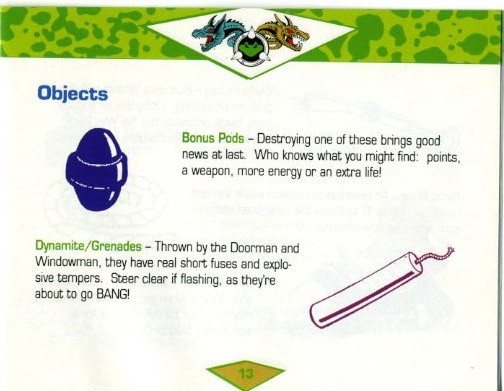 Objects
Bonus Pods – Destroying one of these brings good
news at last. Who knows what you might find: points,
a weapon, more energy or an extra life!
Dynamite/Grenades – Thrown by the Doorman and
Windowman, they have real short fuses and explo-
sive tempers. Steer clear if flashing, as they're
about to go BANG!
13